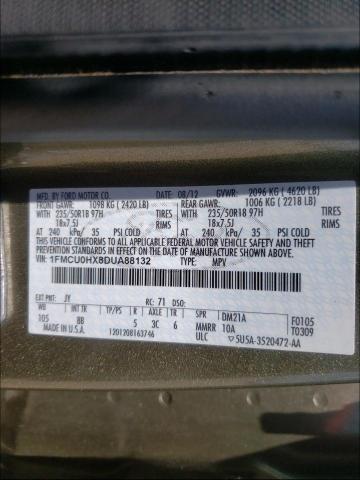 MFD. BY FORD MOTOR CO. 08/12 GVWR: 2096 KG ( 4620 LB)
FRONT GAWR: 1098 KG ( 2420 LB) REAR GAWR: 1006 KG ( 2218 LB)
WITH 235/50R18 97H TIRES WITH 235/50R18 97H TIRES
18x7.5J RIMS 18x7.5J RIMS
AT 240 kPa/ 35 PSI COLD AT 240 kPa/ 35 PSI COLD
THIS VEHICLE CONFORMS TO ALL APPLICABLE FEDERAL MOTOR VEHICLE SAFETY AND THEFT PREVENTION STANDARDS IN EFFECT ON THE DATE OF MANUFACTURE SHOWN ABOVE.
VIN: 1FMCU0HX8DUA88132
TYPE: MPV
EXT PNT: JY RC: 71 DSO:
WB INT TR TP/PS R AXLE TR SPR DM21A F0105
105 BB 5 3C 6 MMRR 10A T0309
MADE IN U.S.A. 1201208163746 ULC 5U5A-3520472-AA